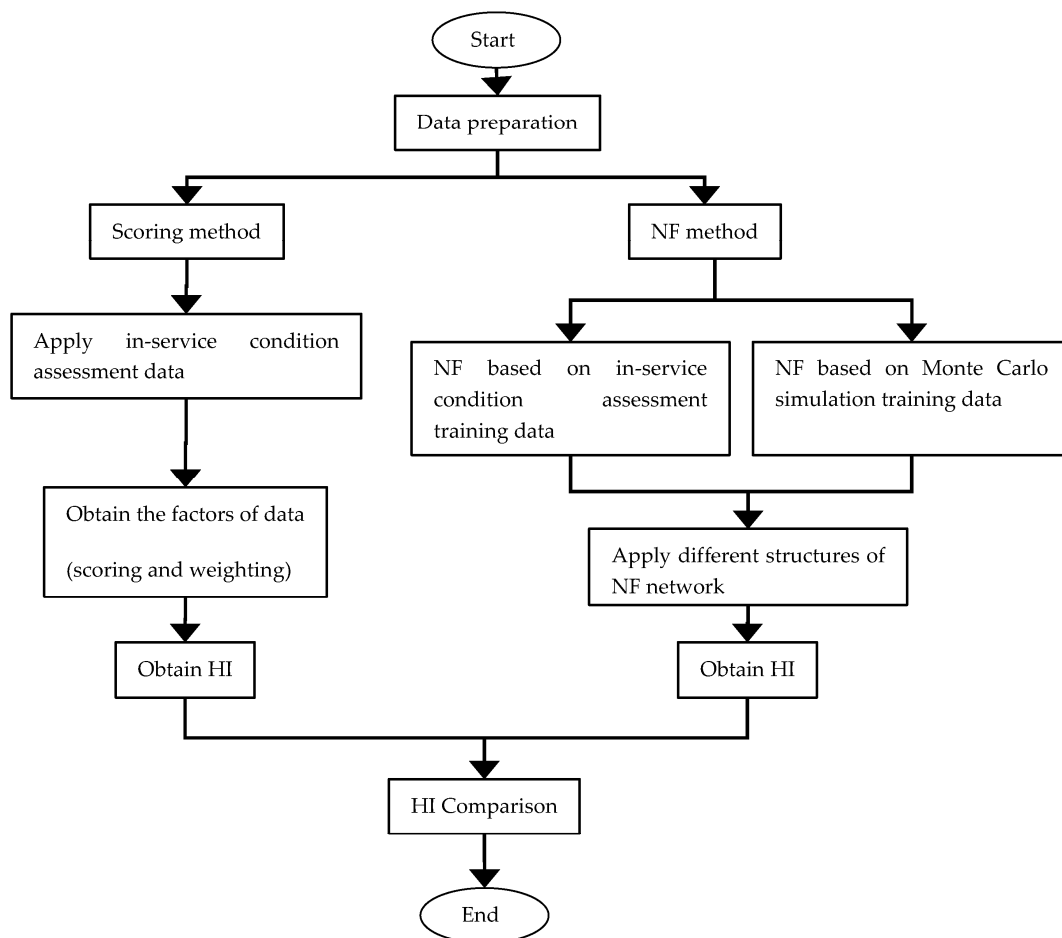 Start
Data preparation
Scoring method
NF method
Apply in-service condition
assessment data
NF based on in-service
condition assessment
training data
NF based on Monte Carlo
simulation training data
Obtain the factors of data
(scoring and weighting)
Apply different structures of
NF network
Obtain HI
Obtain HI
HI Comparison
End